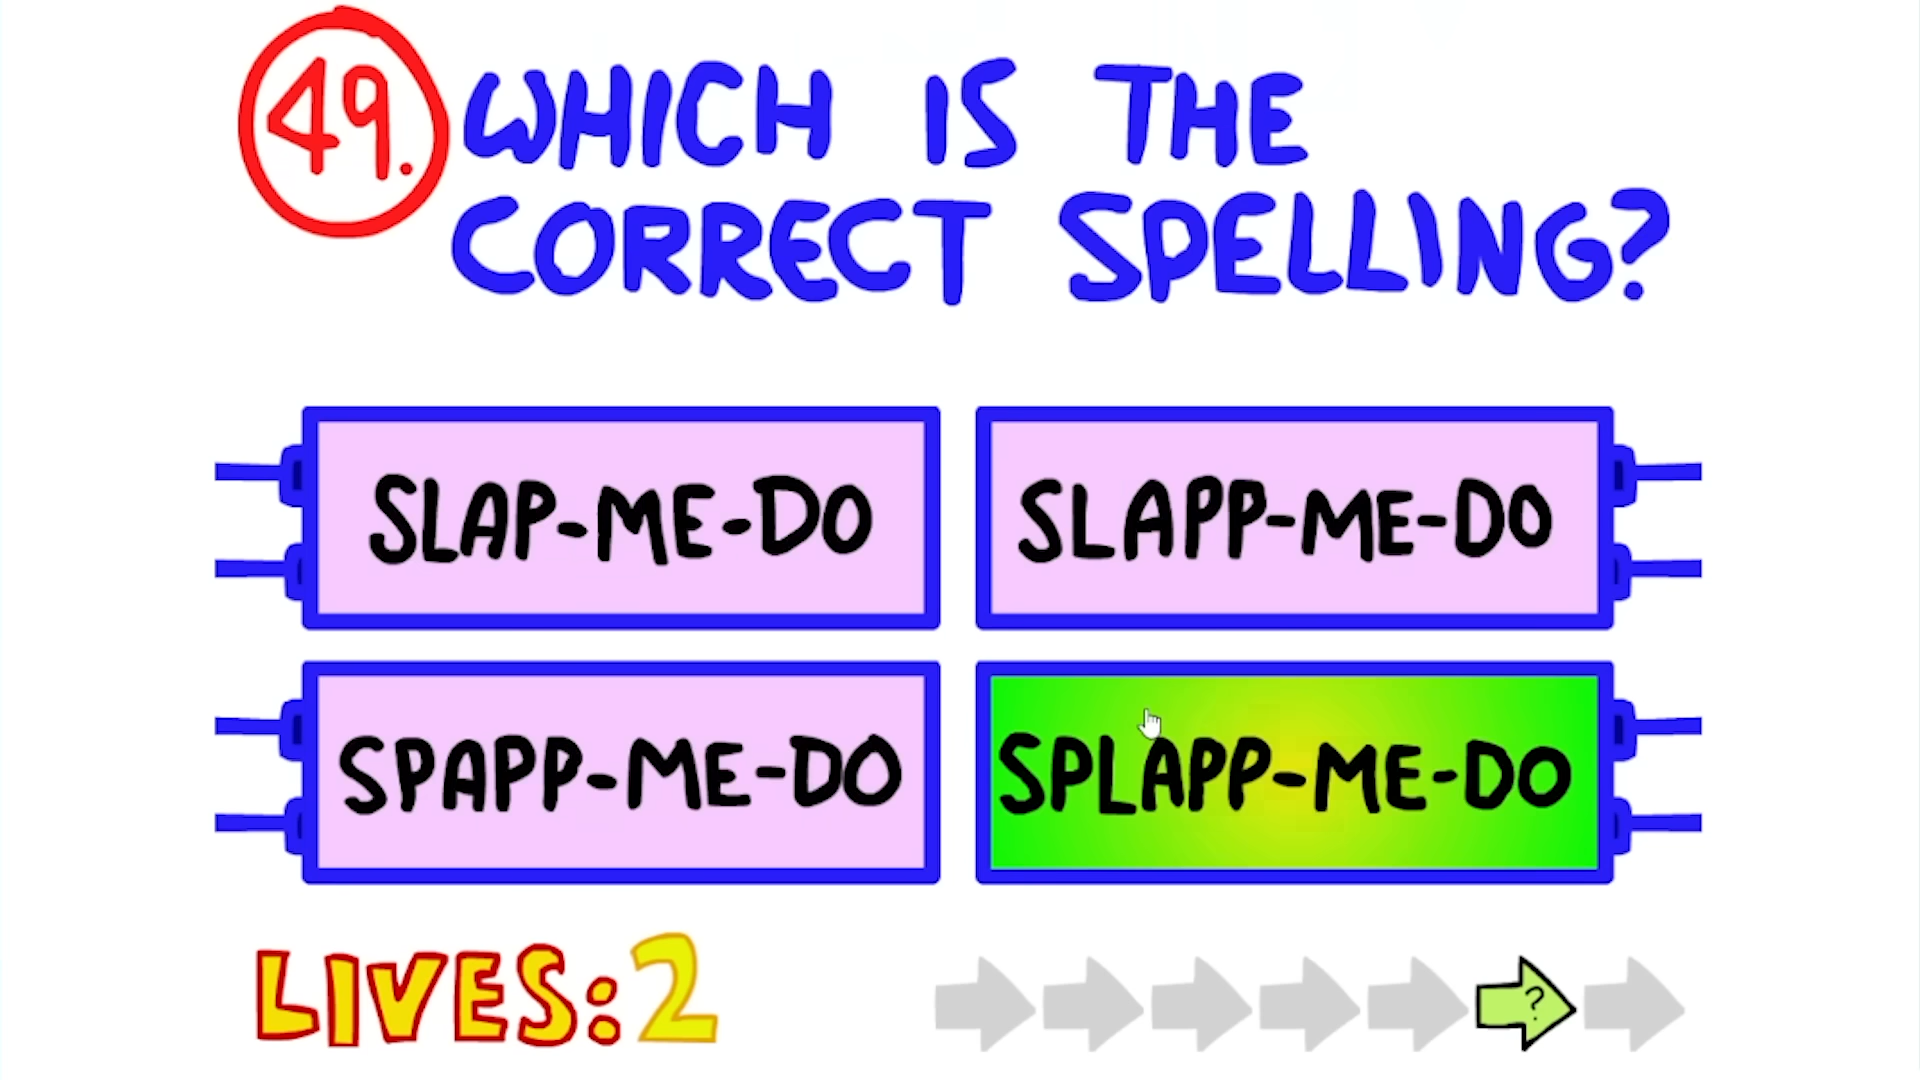 49. WHICH IS THE
CORRECT SPELLING?
SLAP-ME-DO
SLAPP-ME-DO
SPAPP-ME-DO
SPLAPP-ME-DO
LIVES: 2
?